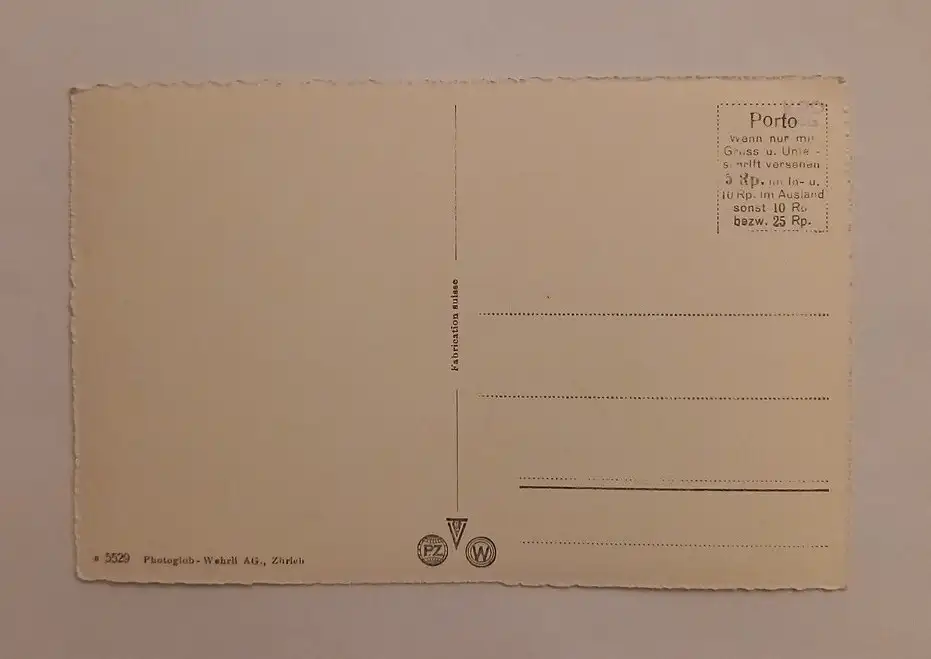 Porto
Wenn nur mit
Gruss u. Unter-
schrift versehen
5 Rp. im In- u.
10 Rp. im Ausland
sonst 10 Rp.
bezw. 25 Rp.
Fabrication suisse
5529 Photoglob-Wehrli AG., Zürich
PZ
W